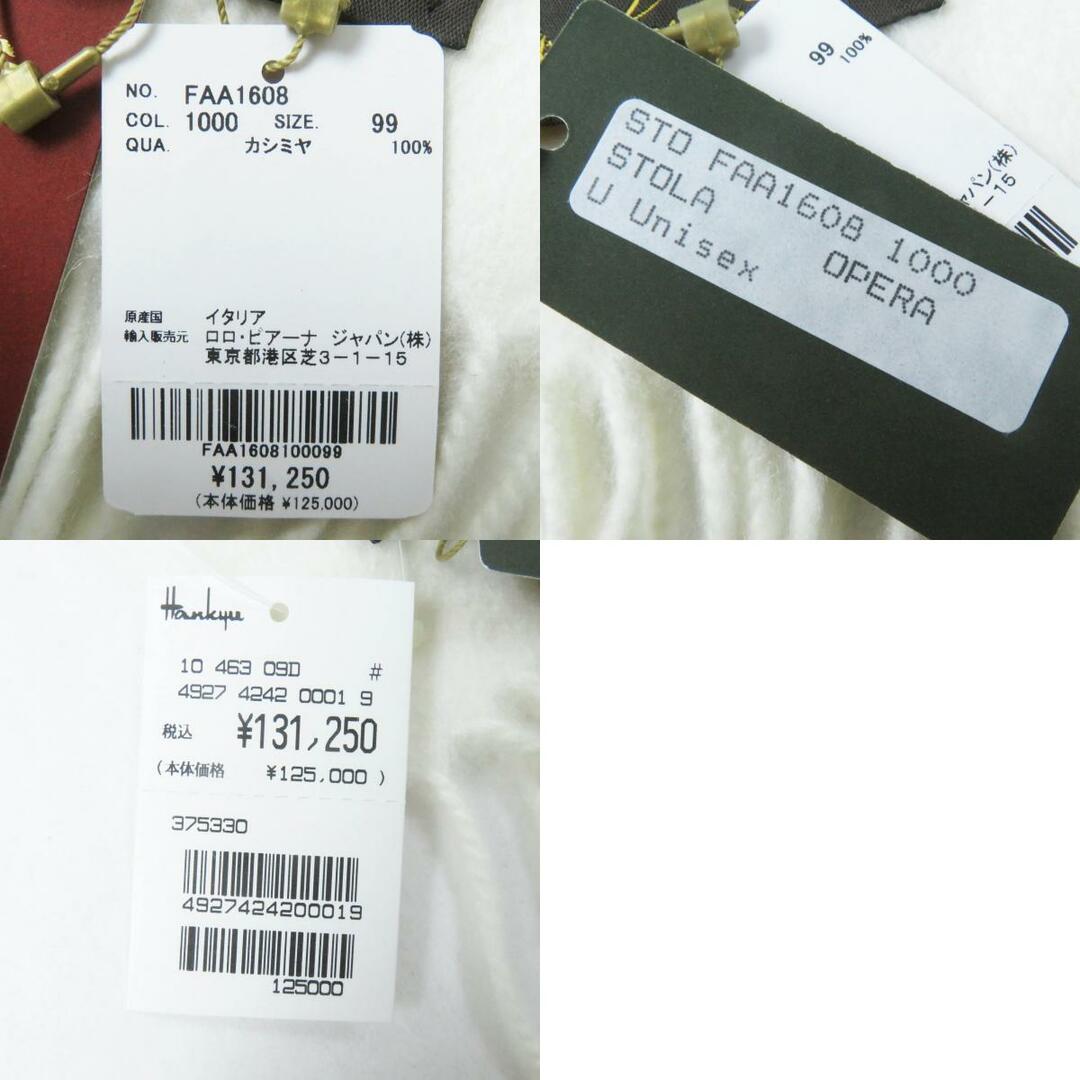 NO. FAA1608
COL. 1000 SIZE. 99
QUA. カシミヤ 100%
原産国 イタリア
輸入販売元 ロロ・ピアーナ ジャパン(株)
東京都港区芝3-1-15
FAA1608100099
¥131,250
(本体価格 ¥125,000)
99
100%
パン(株)
-15
STO FAA1608 1000
STOLA OPERA
U Unisex
Hankyu
10 463 09D #
4927 4242 0001 9
税込 ¥131,250
(本体価格 ¥125,000 )
375330
4927424200019
125000